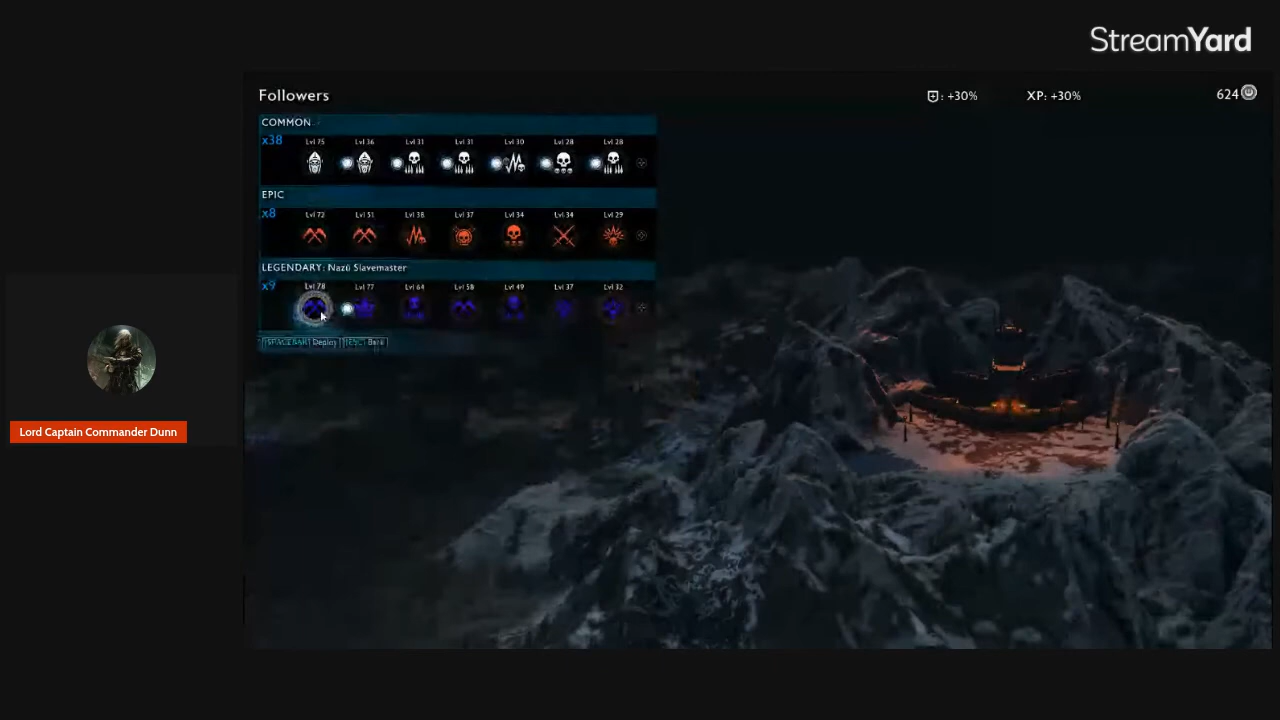 StreamYard
Followers
+30%
XP: +30%
624
COMMON
x38
Lvl 75 Lvl 36 Lvl 31 Lvl 31 Lvl 30 Lvl 28 Lvl 28
EPIC
x8
Lvl 72 Lvl 51 Lvl 38 Lvl 37 Lvl 34 Lvl 34 Lvl 29
LEGENDARY: Nazû Slavemaster
x9
Lvl 78 Lvl 77 Lvl 64 Lvl 58 Lvl 49 Lvl 37 Lvl 32
[SPACEBAR] Deploy [ESC] Back
Lord Captain Commander Dunn